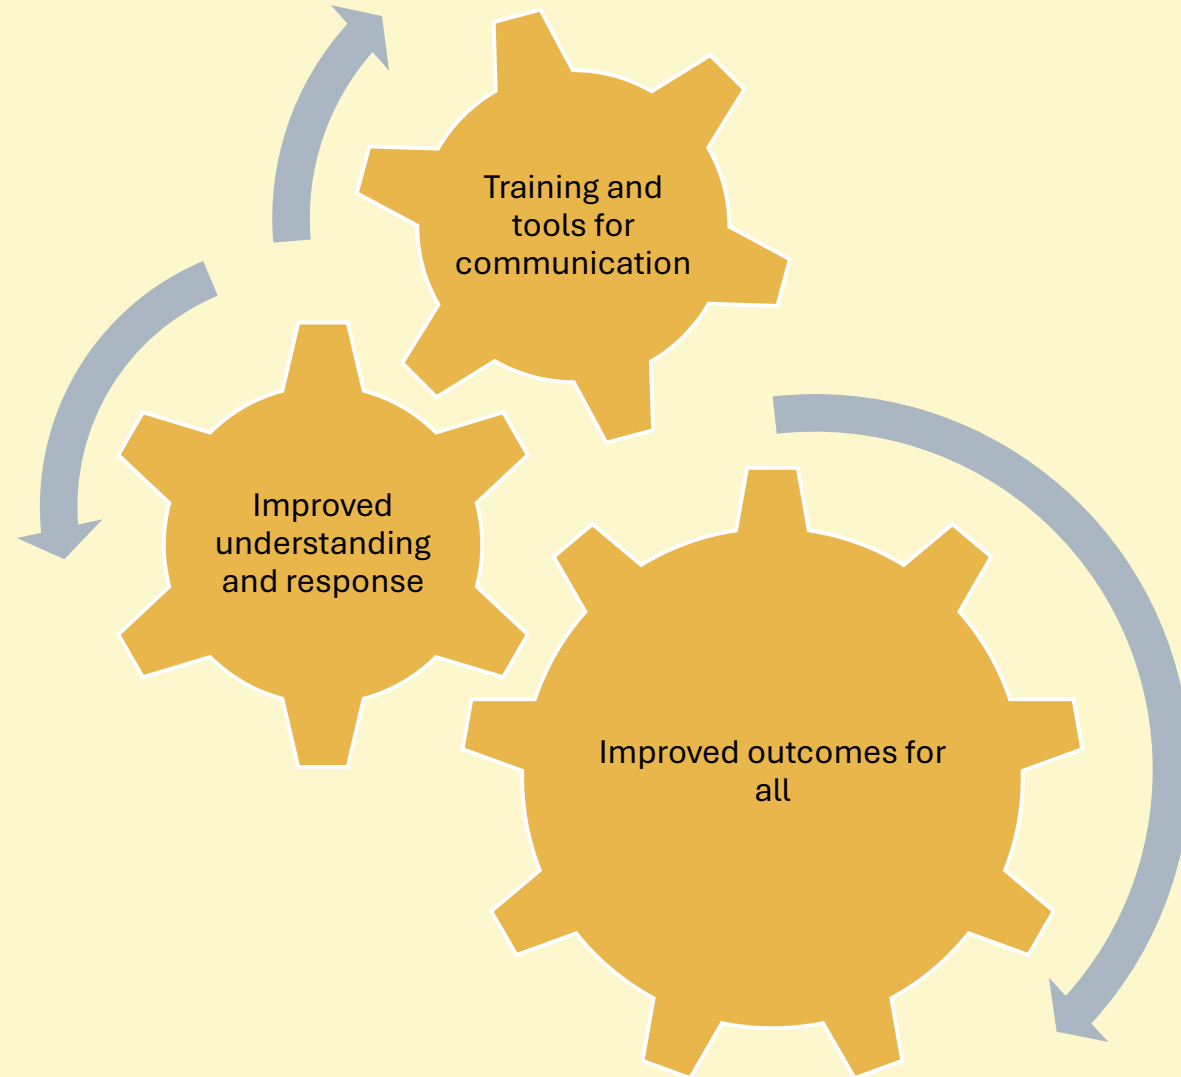 Training and
tools for
communication
Improved
understanding
and response
Improved outcomes for
all